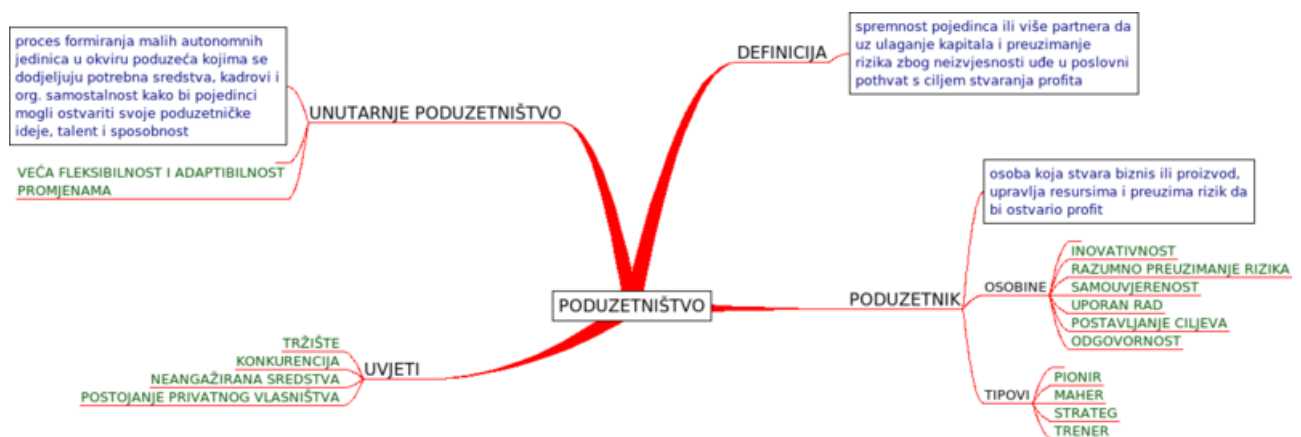 proces formiranja malih autonomnih
jedinica u okviru poduzeća kojima se
dodjeljuju potrebna sredstva, kadrovi i
org. samostalnost kako bi pojedinci
mogli ostvariti svoje poduzetničke
ideje, talent i sposobnost
UNUTARNJE PODUZETNIŠTVO
VEĆA FLEKSIBILNOST I ADAPTIBILNOST
PROMJENAMA
DEFINICIJA
spremnost pojedinca ili više partnera da
uz ulaganje kapitala i preuzimanje
rizika zbog neizvjesnosti uđe u poslovni
pothvat s ciljem stvaranja profita
PODUZETNIŠTVO
PODUZETNIK
osoba koja stvara biznis ili proizvod,
upravlja resursima i preuzima rizik da
bi ostvario profit
OSOBINE
INOVATIVNOST
RAZUMNO PREUZIMANJE RIZIKA
SAMOUVJERENOST
UPORAN RAD
POSTAVLJANJE CILJEVA
ODGOVORNOST
TIPOVI
PIONIR
MAHER
STRATEG
TRENER
UVJETI
TRŽIŠTE
KONKURENCIJA
NEANGAŽIRANA SREDSTVA
POSTOJANJE PRIVATNOG VLASNIŠTVA